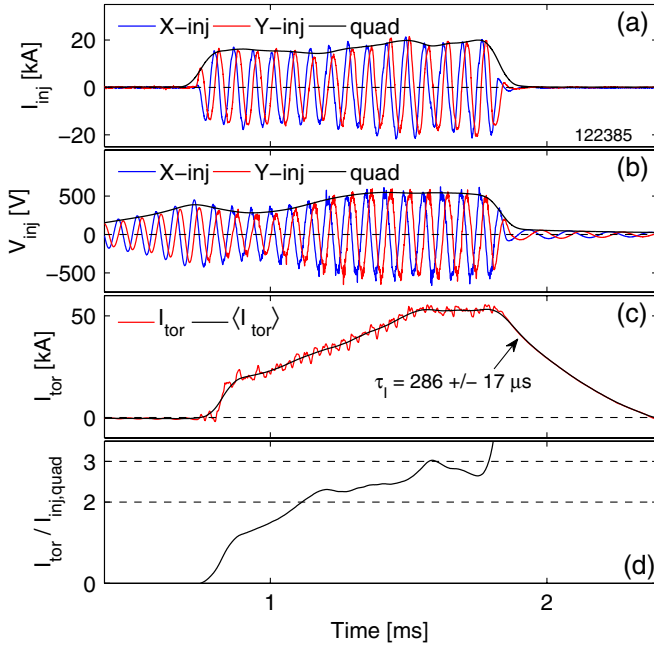 (a)
X-inj Y-inj quad
I_inj [kA]
20
0
−20
122385
(b)
X-inj Y-inj quad
V_inj [V]
500
0
−500
(c)
I_tor ⟨I_tor⟩
I_tor [kA]
50
0
τ_I = 286 +/− 17 μs
I_tor / I_inj,quad
3
2
0
(d)
1 2
Time [ms]